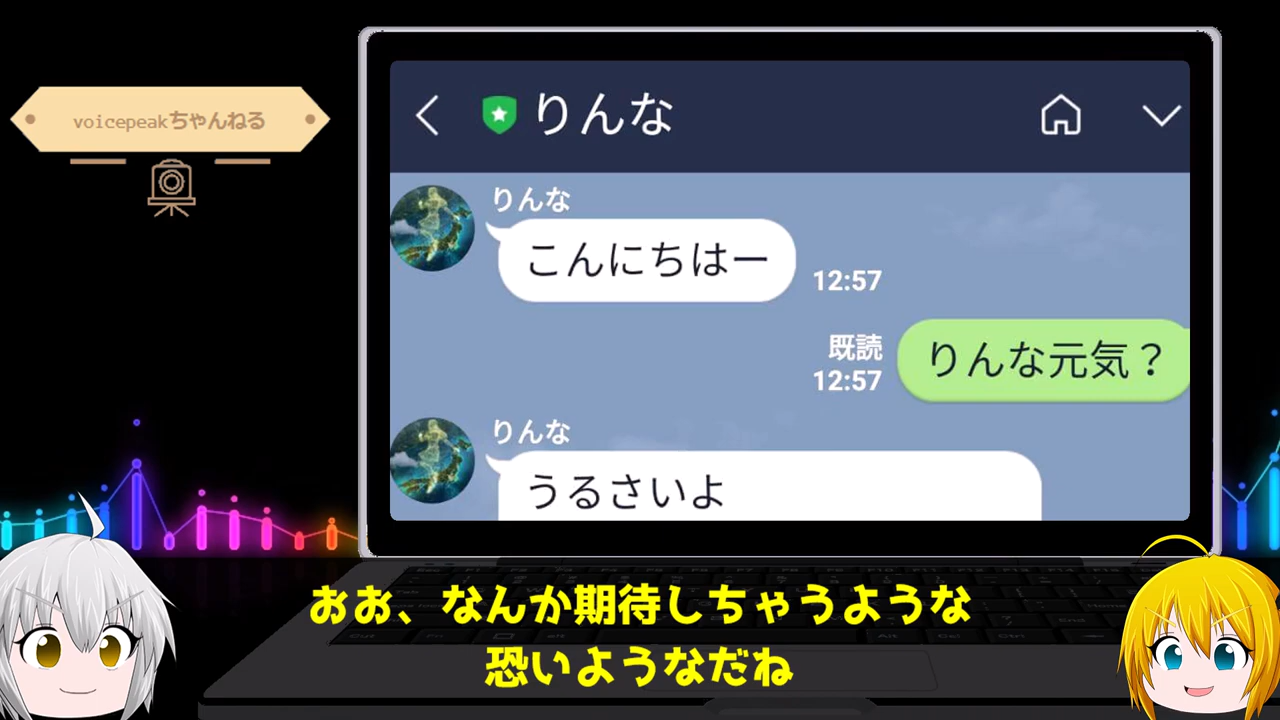 voicepeakちゃんねる
りんな
りんな
こんにちはー
12:57
既読
12:57
りんな元気？
りんな
うるさいよ
おお、なんか期待しちゃうような
恐いようなだね